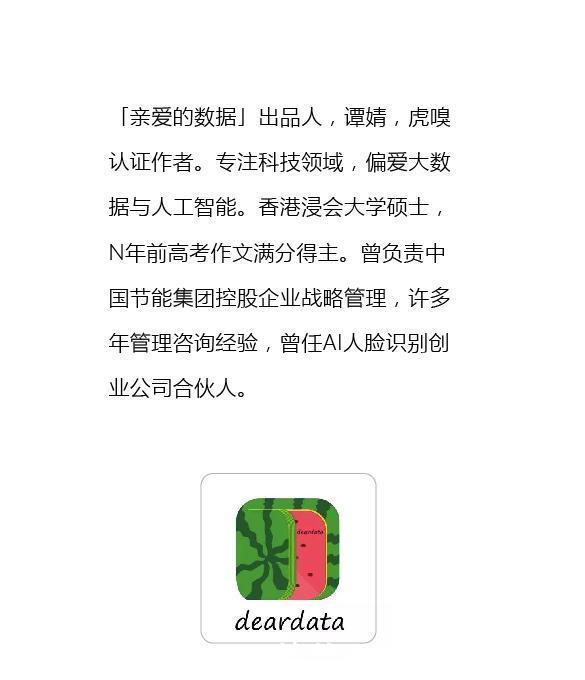 「亲爱的数据」出品人，谭婧，虎嗅
认证作者。专注科技领域，偏爱大数
据与人工智能。香港浸会大学硕士，
N年前高考作文满分得主。曾负责中
国节能集团控股企业战略管理，许多
年管理咨询经验，曾任AI人脸识别创
业公司合伙人。
deardata
deardata